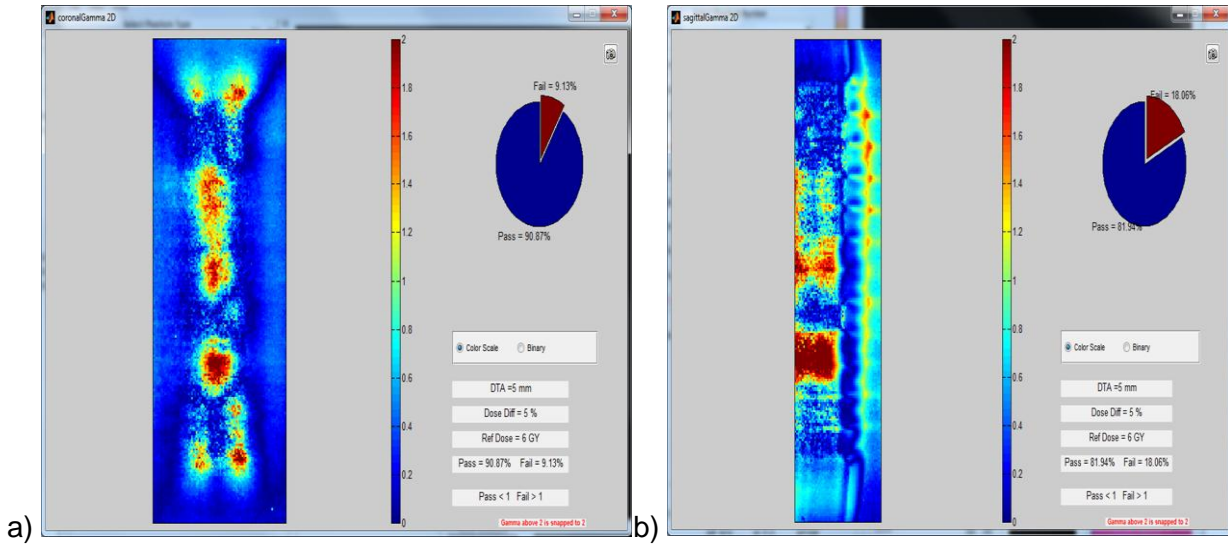 coronalGamma 2D
2
1.8
1.6
1.4
1.2
1
0.8
0.6
0.4
0.2
0
Fail = 9.13%
Pass = 90.87%
Color Scale Binary
DTA =5 mm
Dose Diff = 5 %
Ref Dose = 6 GY
Pass = 90.87% Fail = 9.13%
Pass < 1 Fail > 1
Gamma above 2 is snapped to 2
a)
sagittalGamma 2D
2
1.8
1.6
1.4
1.2
1
0.8
0.6
0.4
0.2
0
Fail = 18.06%
Pass = 81.94%
Color Scale Binary
DTA =5 mm
Dose Diff = 5 %
Ref Dose = 6 GY
Pass = 81.94% Fail = 18.06%
Pass < 1 Fail > 1
Gamma above 2 is snapped to 2
b)